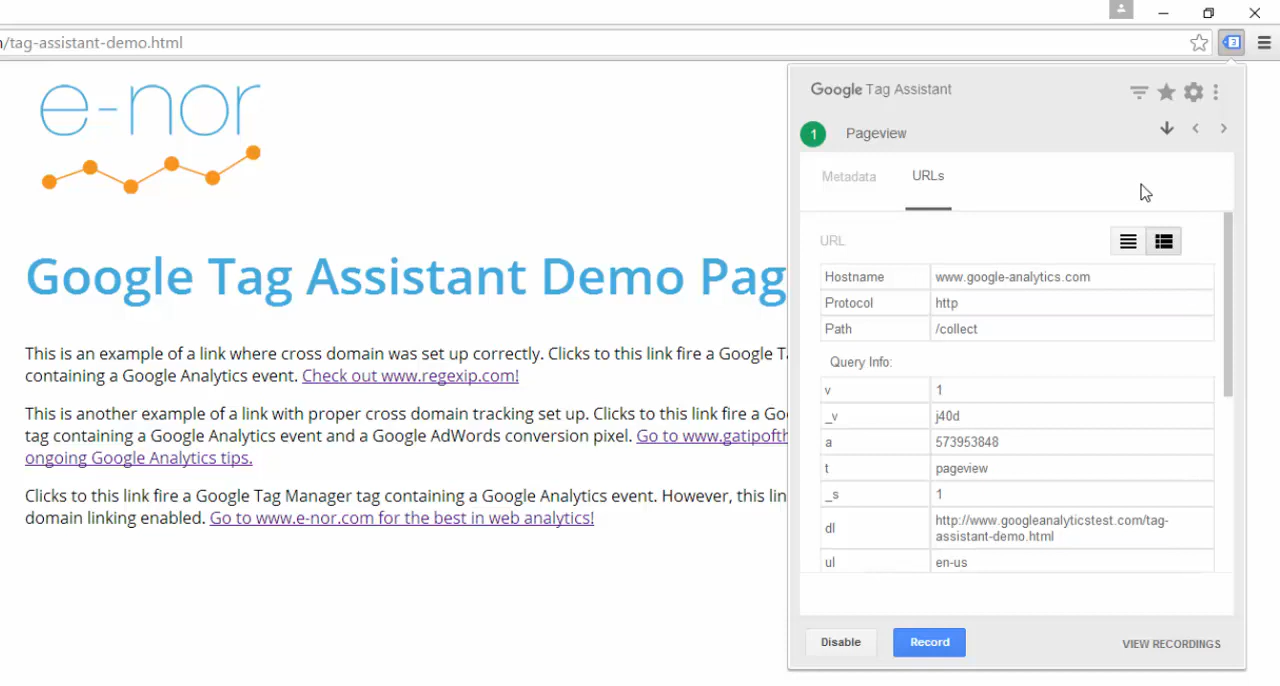 /tag-assistant-demo.html
e-nor
Google Tag Assistant Demo Pag
This is an example of a link where cross domain was set up correctly. Clicks to this link fire a Google T
containing a Google Analytics event. Check out www.regexip.com!
This is another example of a link with proper cross domain tracking set up. Clicks to this link fire a Go
tag containing a Google Analytics event and a Google AdWords conversion pixel. Go to www.gatipofth
ongoing Google Analytics tips.
Clicks to this link fire a Google Tag Manager tag containing a Google Analytics event. However, this lin
domain linking enabled. Go to www.e-nor.com for the best in web analytics!
3
Google Tag Assistant
1 Pageview
Metadata URLs
URL
Hostname www.google-analytics.com
Protocol http
Path /collect
Query Info:
v 1
_v j40d
a 573953848
t pageview
_s 1
dl http://www.googleanalyticstest.com/tag-
assistant-demo.html
ul en-us
Disable Record VIEW RECORDINGS